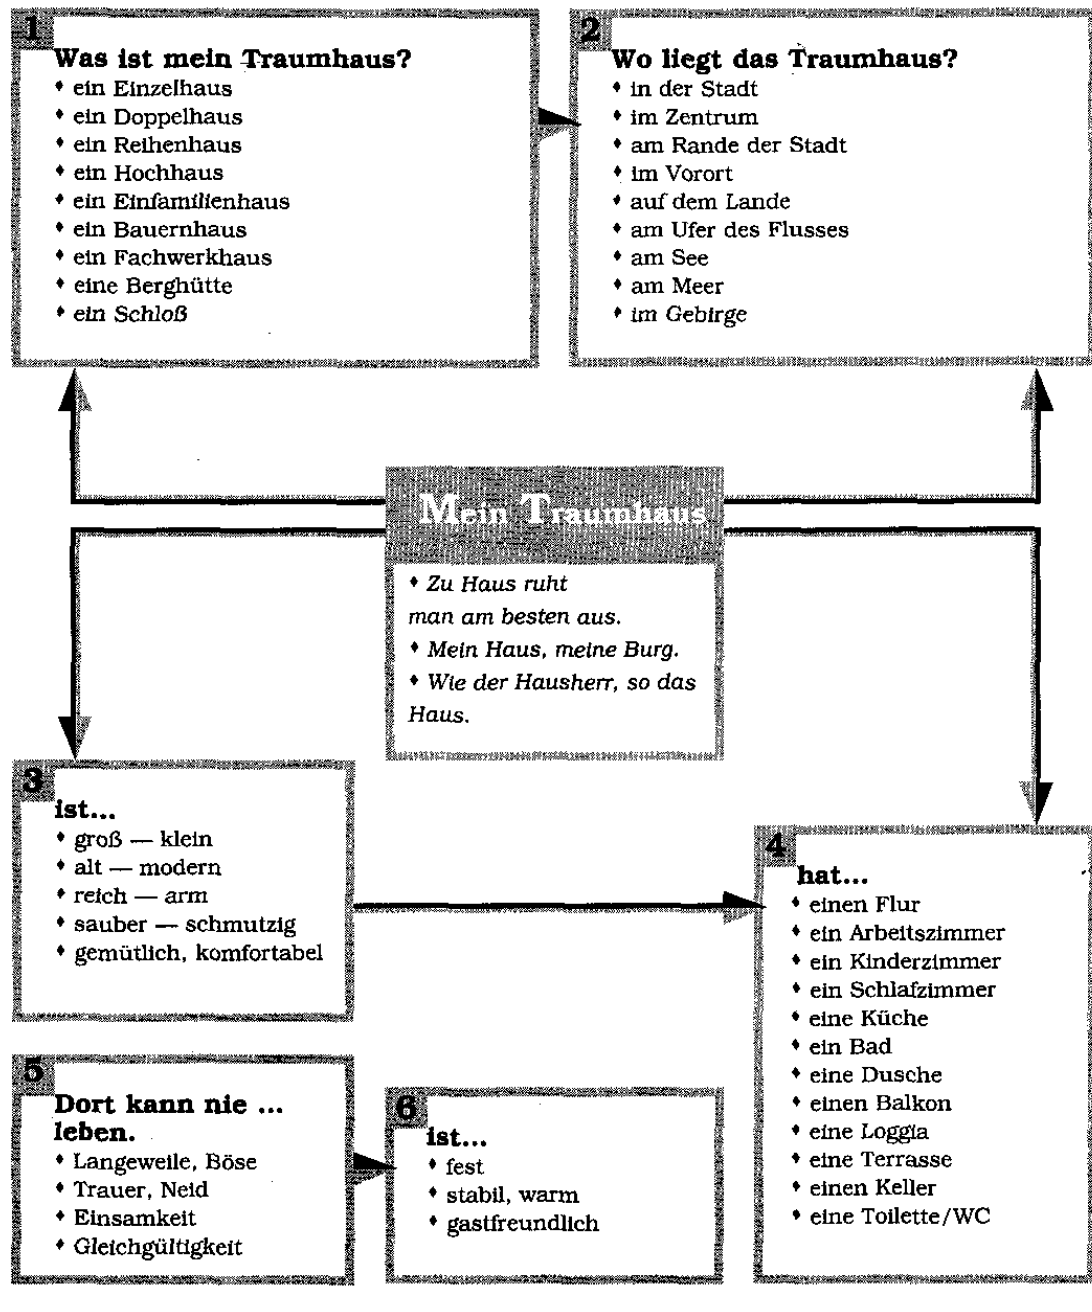 1
Was ist mein Traumhaus?
♦ ein Einzelhaus
♦ ein Doppelhaus
♦ ein Reihenhaus
♦ ein Hochhaus
♦ ein Einfamilienhaus
♦ ein Bauernhaus
♦ ein Fachwerkhaus
♦ eine Berghütte
♦ ein Schloß
2
Wo liegt das Traumhaus?
♦ in der Stadt
♦ im Zentrum
♦ am Rande der Stadt
♦ im Vorort
♦ auf dem Lande
♦ am Ufer des Flusses
♦ am See
♦ am Meer
♦ im Gebirge
Mein Traumhaus
♦ Zu Haus ruht
man am besten aus.
♦ Mein Haus, meine Burg.
♦ Wie der Hausherr, so das
Haus.
3
ist...
♦ groß — klein
♦ alt — modern
♦ reich — arm
♦ sauber — schmutzig
♦ gemütlich, komfortabel
4
hat...
♦ einen Flur
♦ ein Arbeitszimmer
♦ ein Kinderzimmer
♦ ein Schlafzimmer
♦ eine Küche
♦ ein Bad
♦ eine Dusche
♦ einen Balkon
♦ eine Loggia
♦ eine Terrasse
♦ einen Keller
♦ eine Toilette/WC
5
Dort kann nie ...
leben.
♦ Langeweile, Böse
♦ Trauer, Neid
♦ Einsamkeit
♦ Gleichgültigkeit
6
ist...
♦ fest
♦ stabil, warm
♦ gastfreundlich